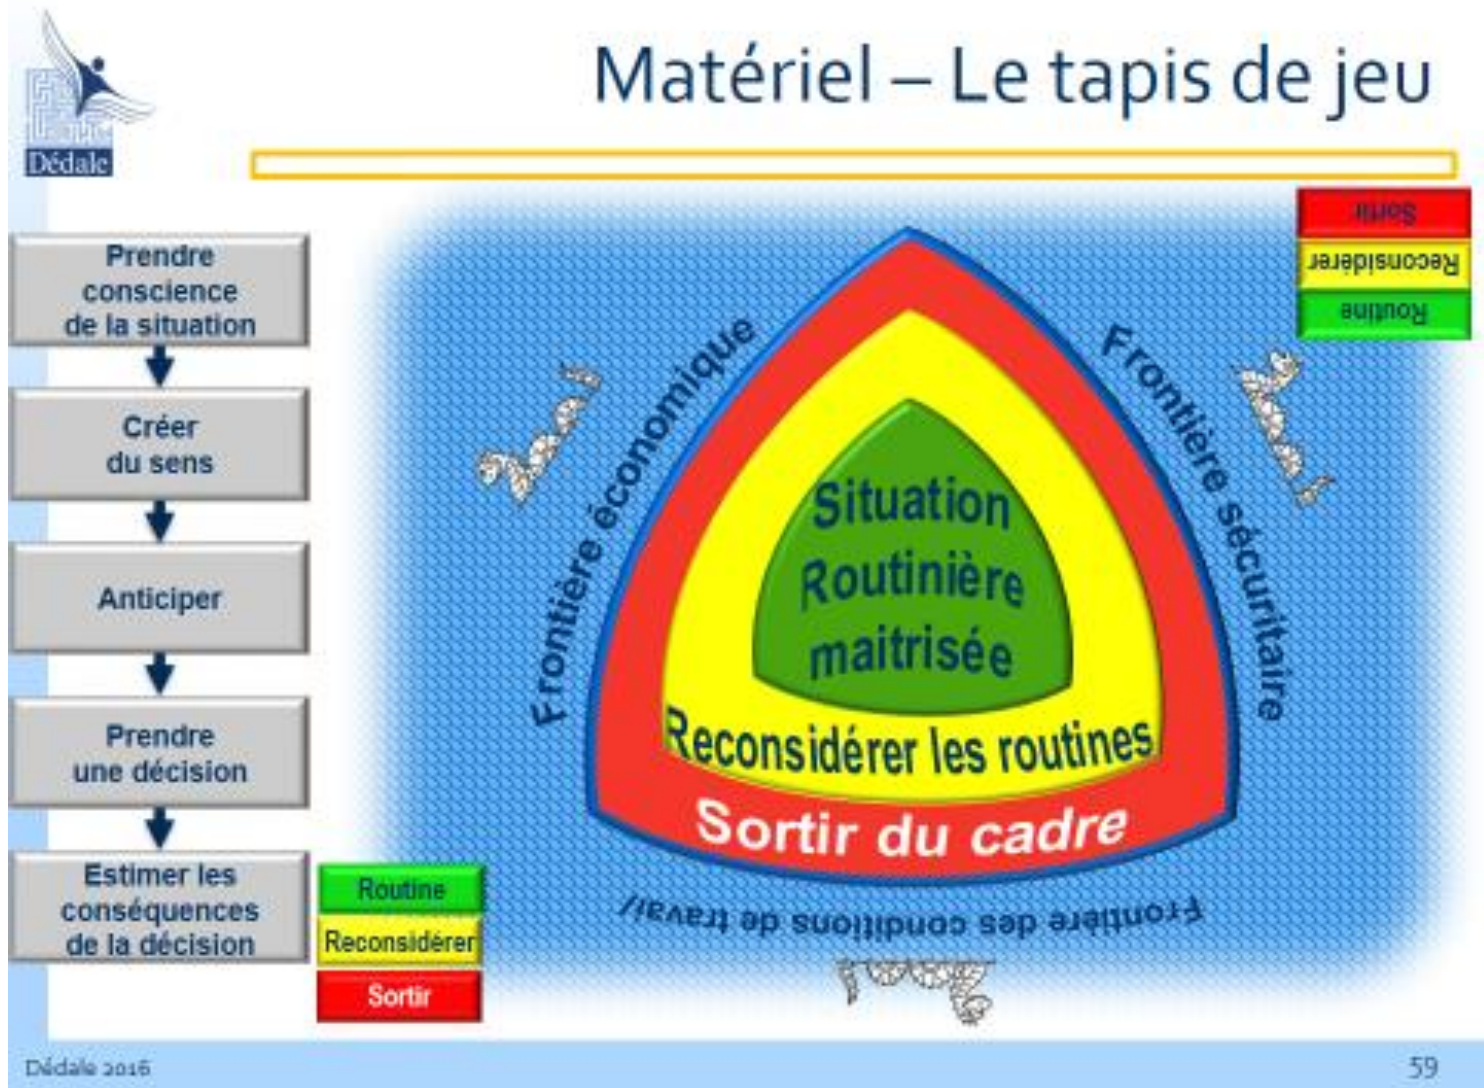 Matériel – Le tapis de jeu
Dédale
Prendre
conscience
de la situation
Créer
du sens
Anticiper
Prendre
une décision
Estimer les
conséquences
de la décision
Routine
Reconsidérer
Sortir
Sortir
Reconsidérer
Routine
Frontière économique
Frontière sécuritaire
Situation
Routinière
maitrisée
Reconsidérer les routines
Sortir du cadre
Frontière des conditions de travail
Dédale 2016
59